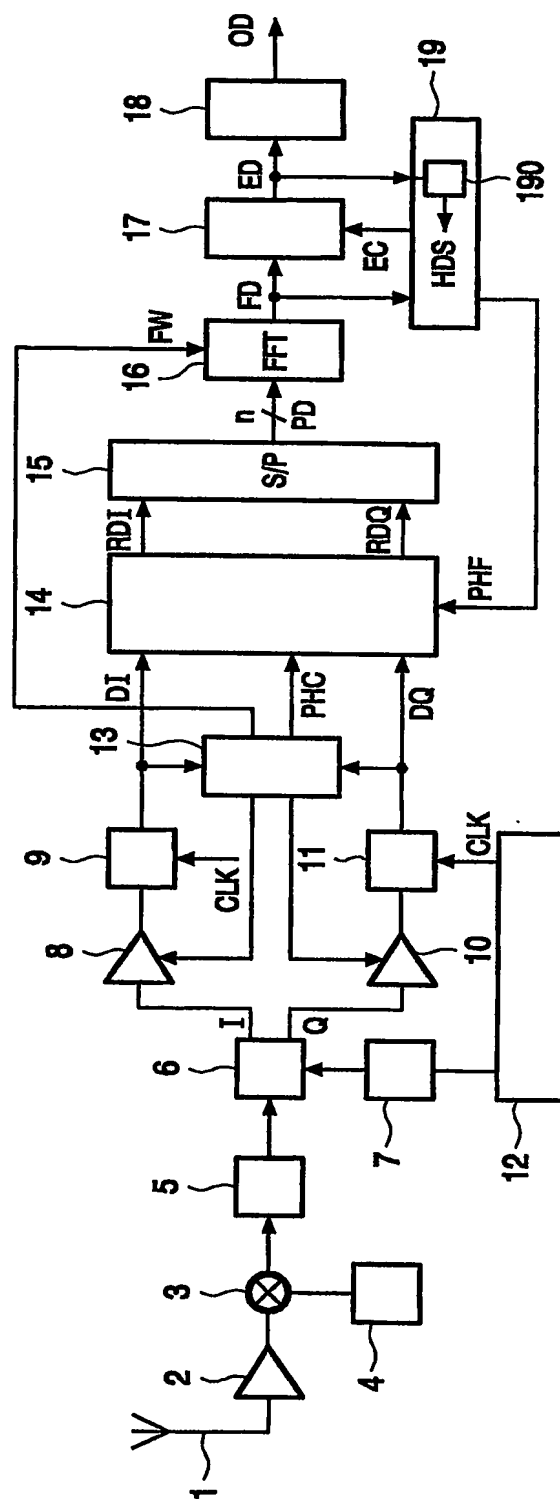 1
2
3
4
5
6
7
I
Q
8
9
CLK
10
11
CLK
12
DI
13
PHC
DQ
14
RDI
RDQ
PHF
15
S/P
n
PD
FW
16
FFT
FD
17
EC
ED
18
OD
19
HDS
190